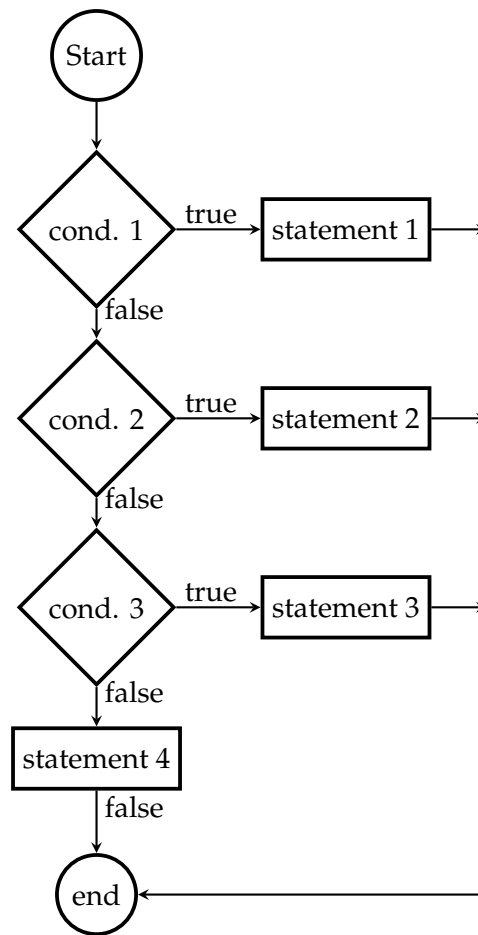 Start
cond. 1
true
statement 1
false
cond. 2
true
statement 2
false
cond. 3
true
statement 3
false
statement 4
false
end